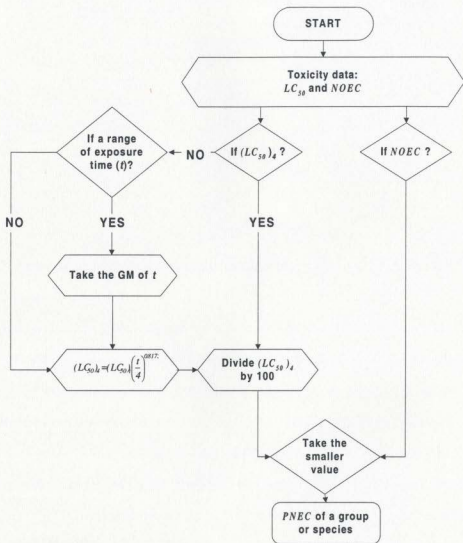 START
Toxicity data:
LC50 and NOEC
If a range
of exposure
time (t)?
NO
If (LC50)4 ?
If NOEC ?
NO
YES
YES
Take the GM of t
(LC50)4=(LC50)t(t/4)^0.817
Divide (LC50)4
by 100
Take the
smaller
value
PNEC of a group
or species